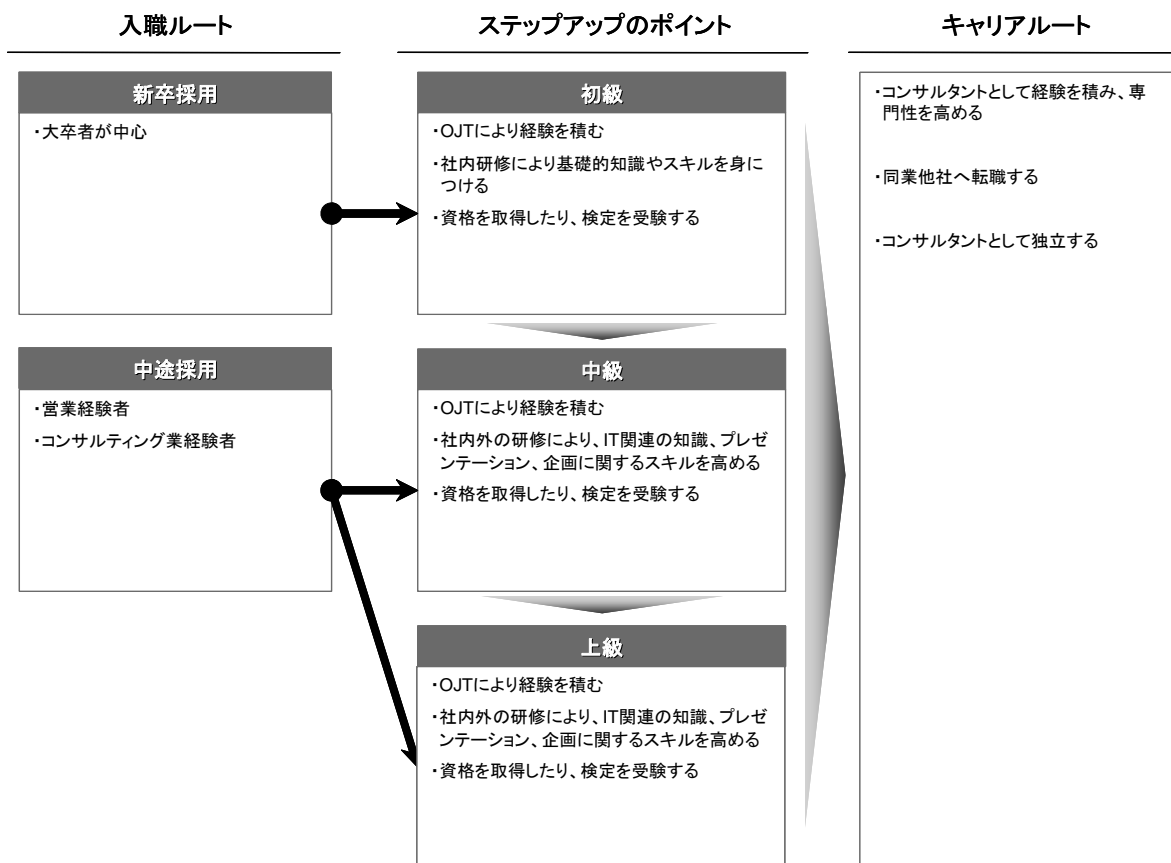 入職ルート
ステップアップのポイント
キャリアルート
新卒採用
・大卒者が中心
中途採用
・営業経験者
・コンサルティング業経験者
初級
・OJTにより経験を積む
・社内研修により基礎的知識やスキルを身に
つける
・資格を取得したり、検定を受験する
中級
・OJTにより経験を積む
・社内外の研修により、IT関連の知識、プレゼ
ンテーション、企画に関するスキルを高める
・資格を取得したり、検定を受験する
上級
・OJTにより経験を積む
・社内外の研修により、IT関連の知識、プレゼ
ンテーション、企画に関するスキルを高める
・資格を取得したり、検定を受験する
・コンサルタントとして経験を積み、専
門性を高める
・同業他社へ転職する
・コンサルタントとして独立する